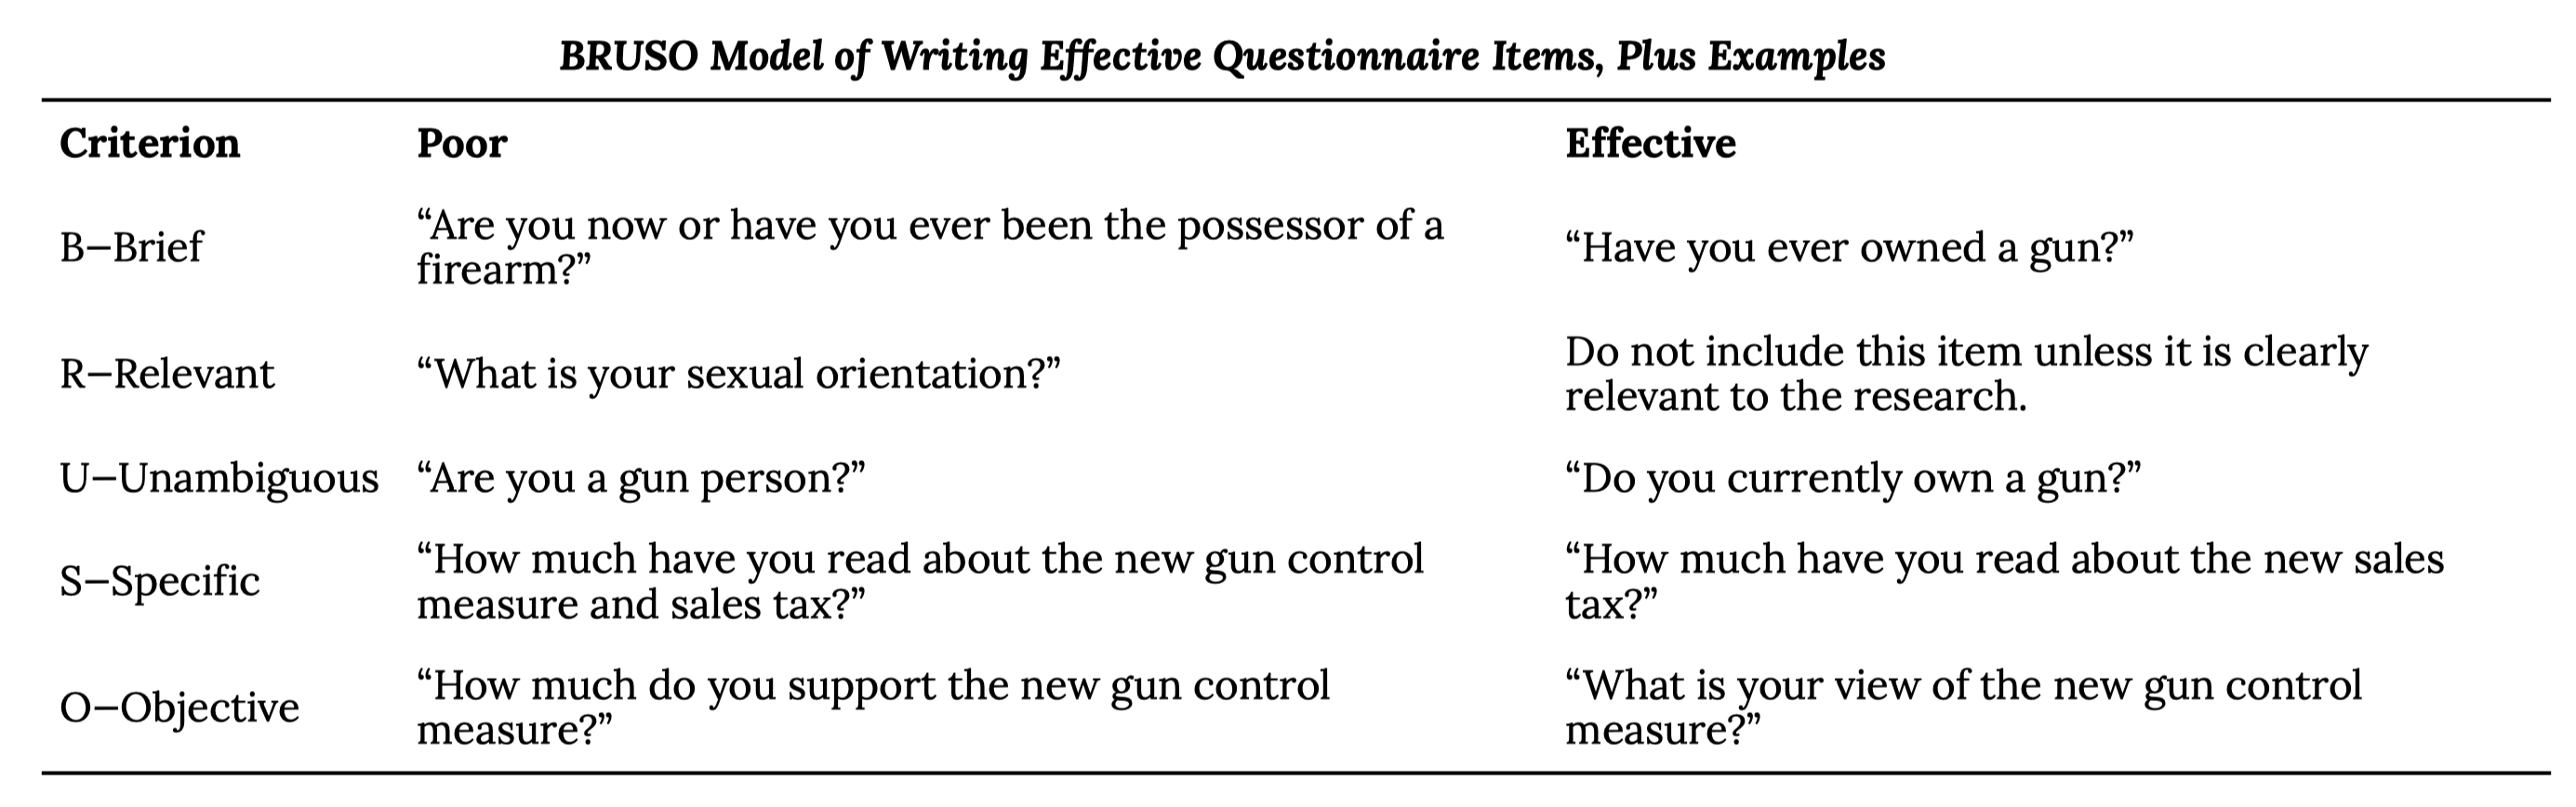 BRUSO Model of Writing Effective Questionnaire Items, Plus Examples
Criterion Poor Effective
B—Brief
“Are you now or have you ever been the possessor of a
firearm?”
“Have you ever owned a gun?”
R—Relevant
“What is your sexual orientation?”
Do not include this item unless it is clearly
relevant to the research.
U—Unambiguous
“Are you a gun person?”
“Do you currently own a gun?”
S—Specific
“How much have you read about the new gun control
measure and sales tax?”
“How much have you read about the new sales
tax?”
O—Objective
“How much do you support the new gun control
measure?”
“What is your view of the new gun control
measure?”